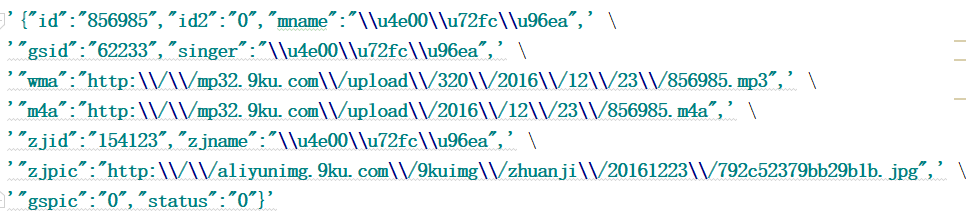 '{"id":"856985","id2":"0","mname":"\\u4e00\\u72fc\\u96ea",' \
'"gsid":"62233","singer":"\\u4e00\\u72fc\\u96ea",' \
'"wma":"http:\\/\\/mp32.9ku.com\\/upload\\/320\\/2016\\/12\\/23\\/856985.mp3",' \
'"m4a":"http:\\/\\/mp32.9ku.com\\/upload\\/2016\\/12\\/23\\/856985.m4a",' \
'"zjid":"154123","zjname":"\\u4e00\\u72fc\\u96ea",' \
'"zjpic":"http:\\/\\/aliyunimg.9ku.com\\/9kuimg\\/zhuanji\\/20161223\\/792c52379bb29b1b.jpg",' \
'"gspic":"0","status":"0"}'